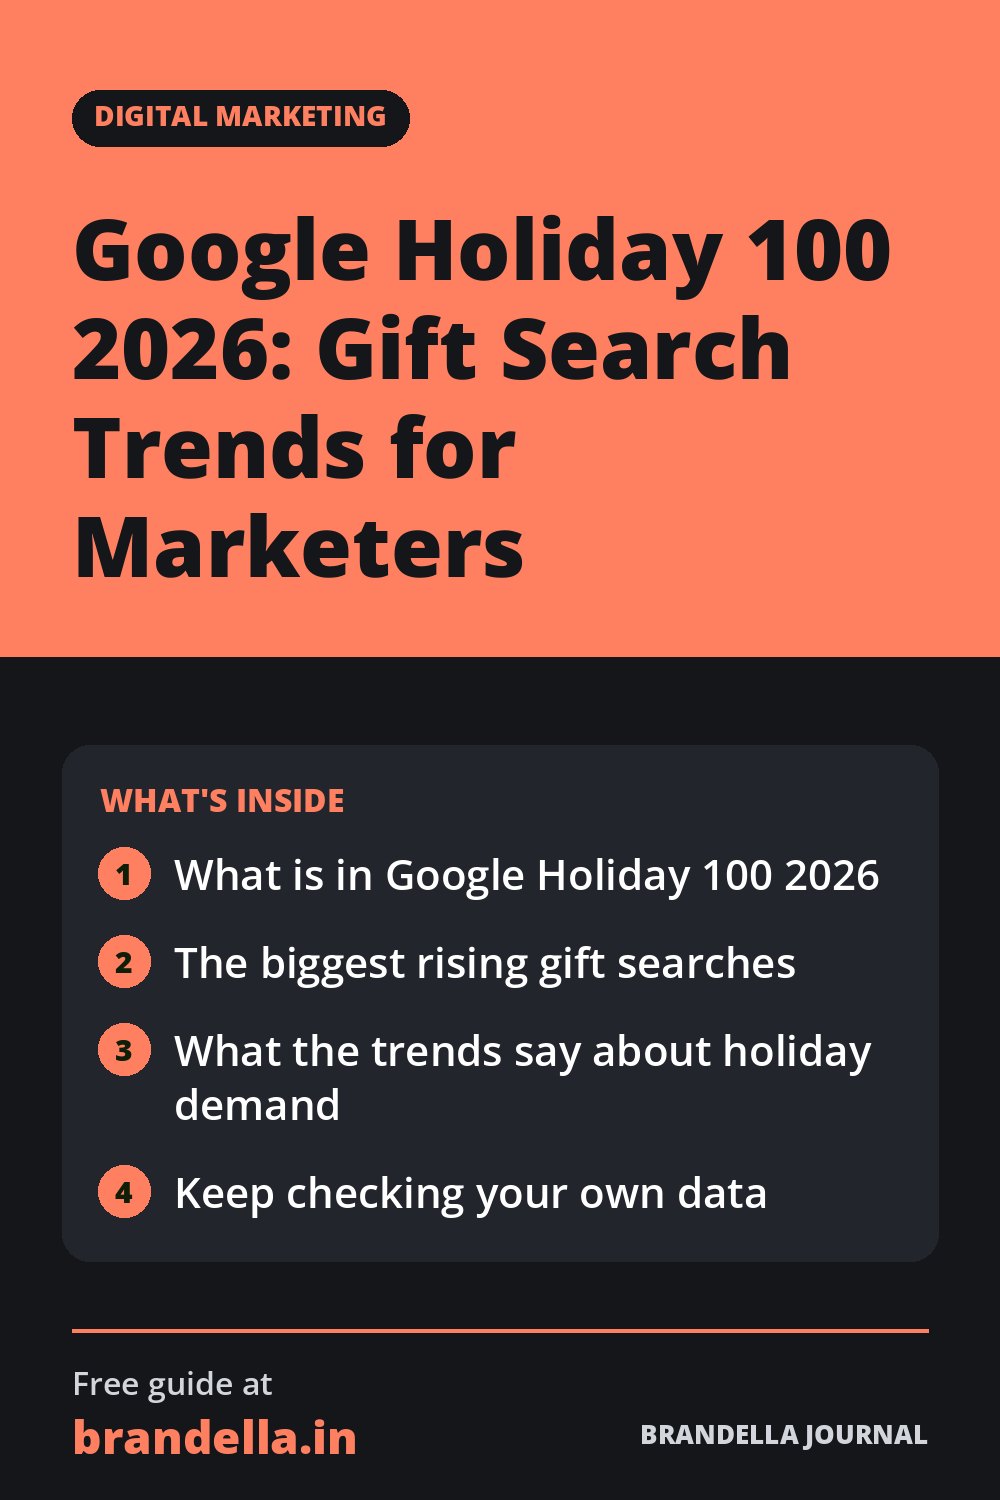 DIGITAL MARKETING
Google Holiday 100
2026: Gift Search
Trends for
Marketers
WHAT'S INSIDE
1 What is in Google Holiday 100 2026
2 The biggest rising gift searches
3 What the trends say about holiday
demand
4 Keep checking your own data
Free guide at
brandella.in
BRANDELLA JOURNAL